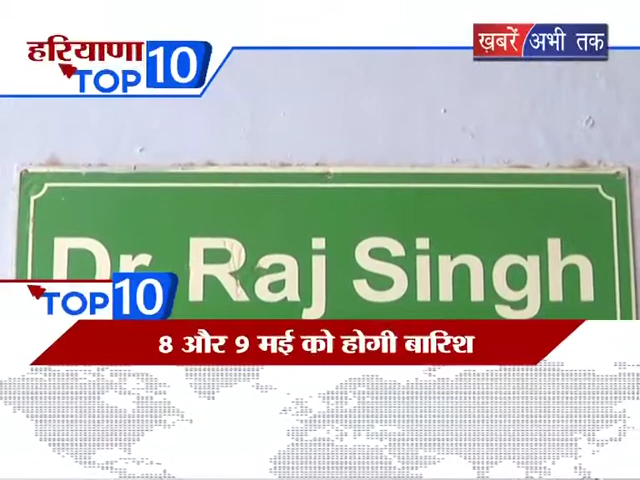 हरियाणा
TOP 10
ख़बरें अभी तक
Dr. Raj Singh
TOP 10
8 और 9 मई को होगी बारिश